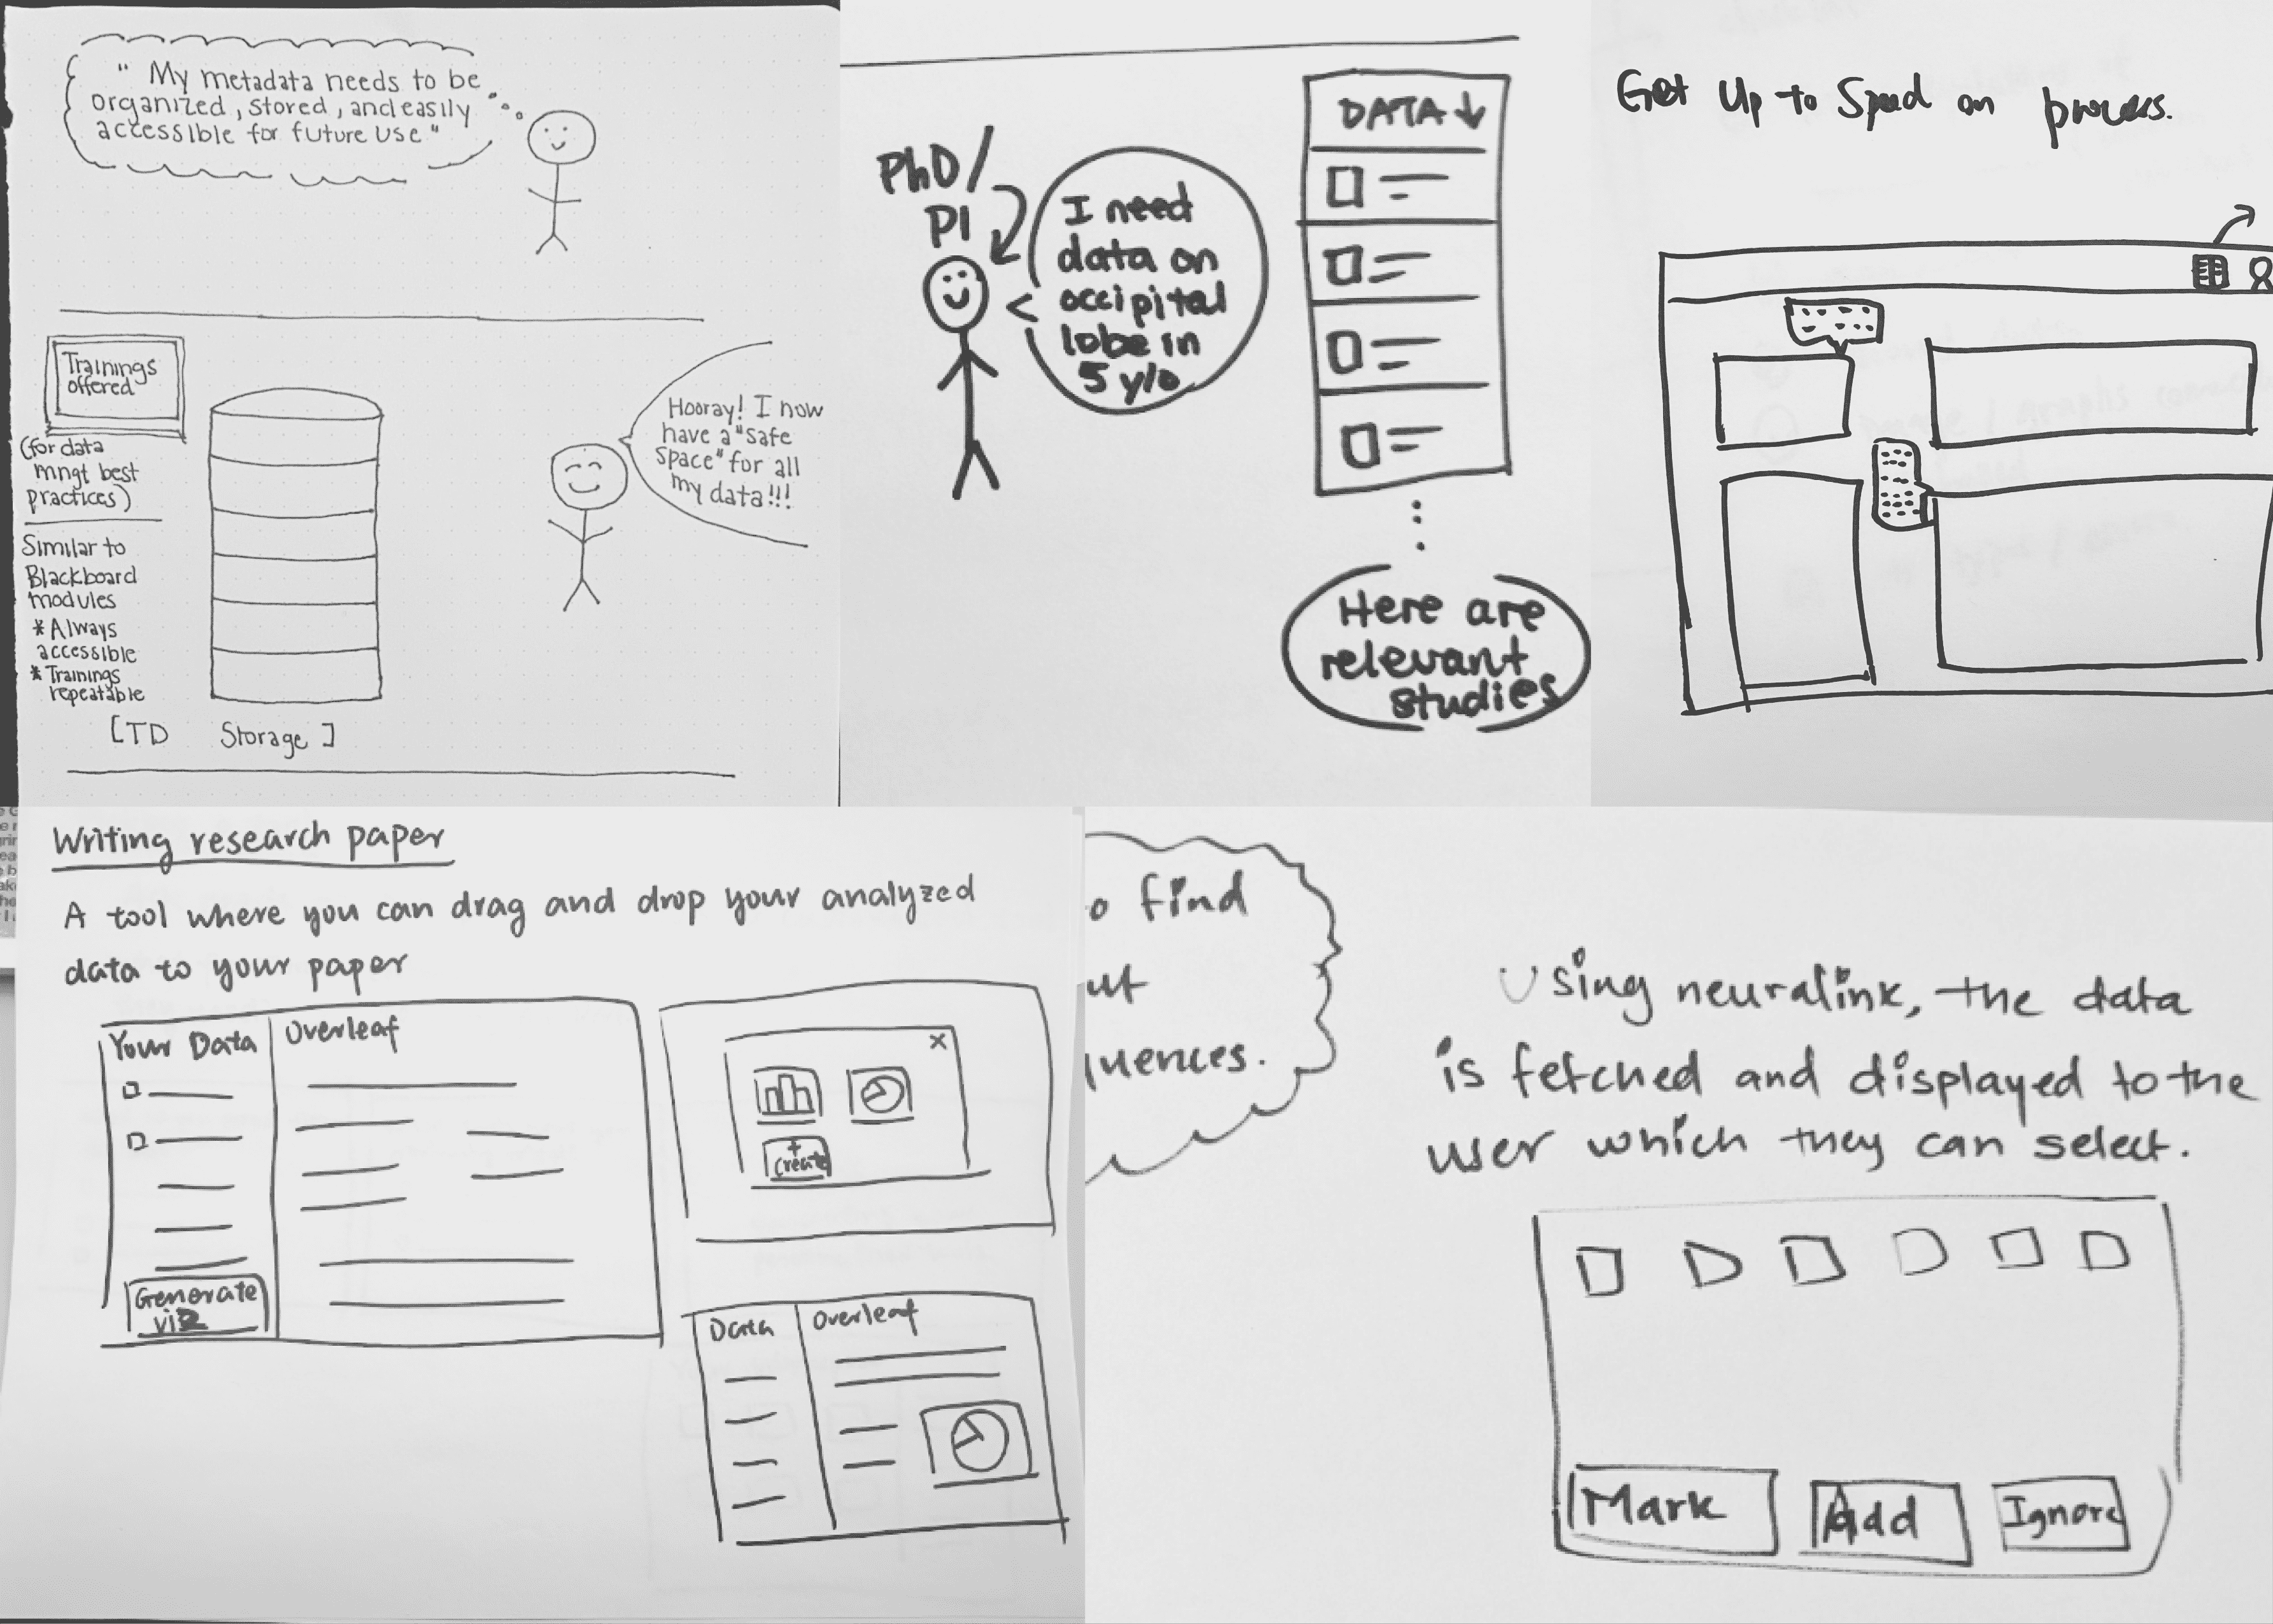 " My metadata needs to be
organized, stored, and easily
accessible for future use "
Trainings
offered
(for data
mngt best
practices)
Similar to
Blackboard
modules
* Always
accessible
* Trainings
repeatable
[TD Storage]
Hooray! I now
have a "safe
space" for all
my data!!!
PhD/
PI
I need
data on
occipital
lobe in
5 y/o
DATA ↓
Here are
relevant
studies
Get Up to Speed on process.
Writing research paper
A tool where you can drag and drop your analyzed
data to your paper
Your Data
Overleaf
Generate
viz
+
Create
Data
Overleaf
o find
ut
uences.
Using neuralink, the data
is fetched and displayed to the
user which they can select.
Mark
Add
Ignore